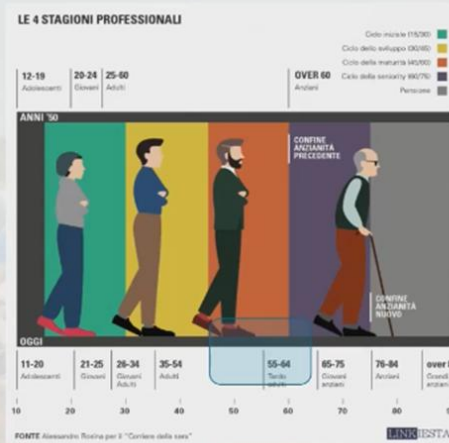 LE 4 STAGIONI PROFESSIONALI
Ciclo iniziale (15/30)
Ciclo dello sviluppo (30/45)
Ciclo della maturità (45/60)
Ciclo della seniority (60/75)
Pensione
12-19
Adolescenti
20-24
Giovani
25-60
Adulti
OVER 60
Anziani
ANNI '50
CONFINE
ANZIANITÀ
PRECEDENTE
CONFINE
ANZIANITÀ
NUOVO
OGGI
11-20
Adolescenti
21-25
Giovani
26-34
Giovani
Adulti
35-54
Adulti
55-64
Tardo
adulti
65-75
Giovani
anziani
76-84
Anziani
over
Grandi
anziani
10 20 30 40 50 60 70 80
FONTE Alessandro Rosina per il "Corriere della sera"
LINKIESTA